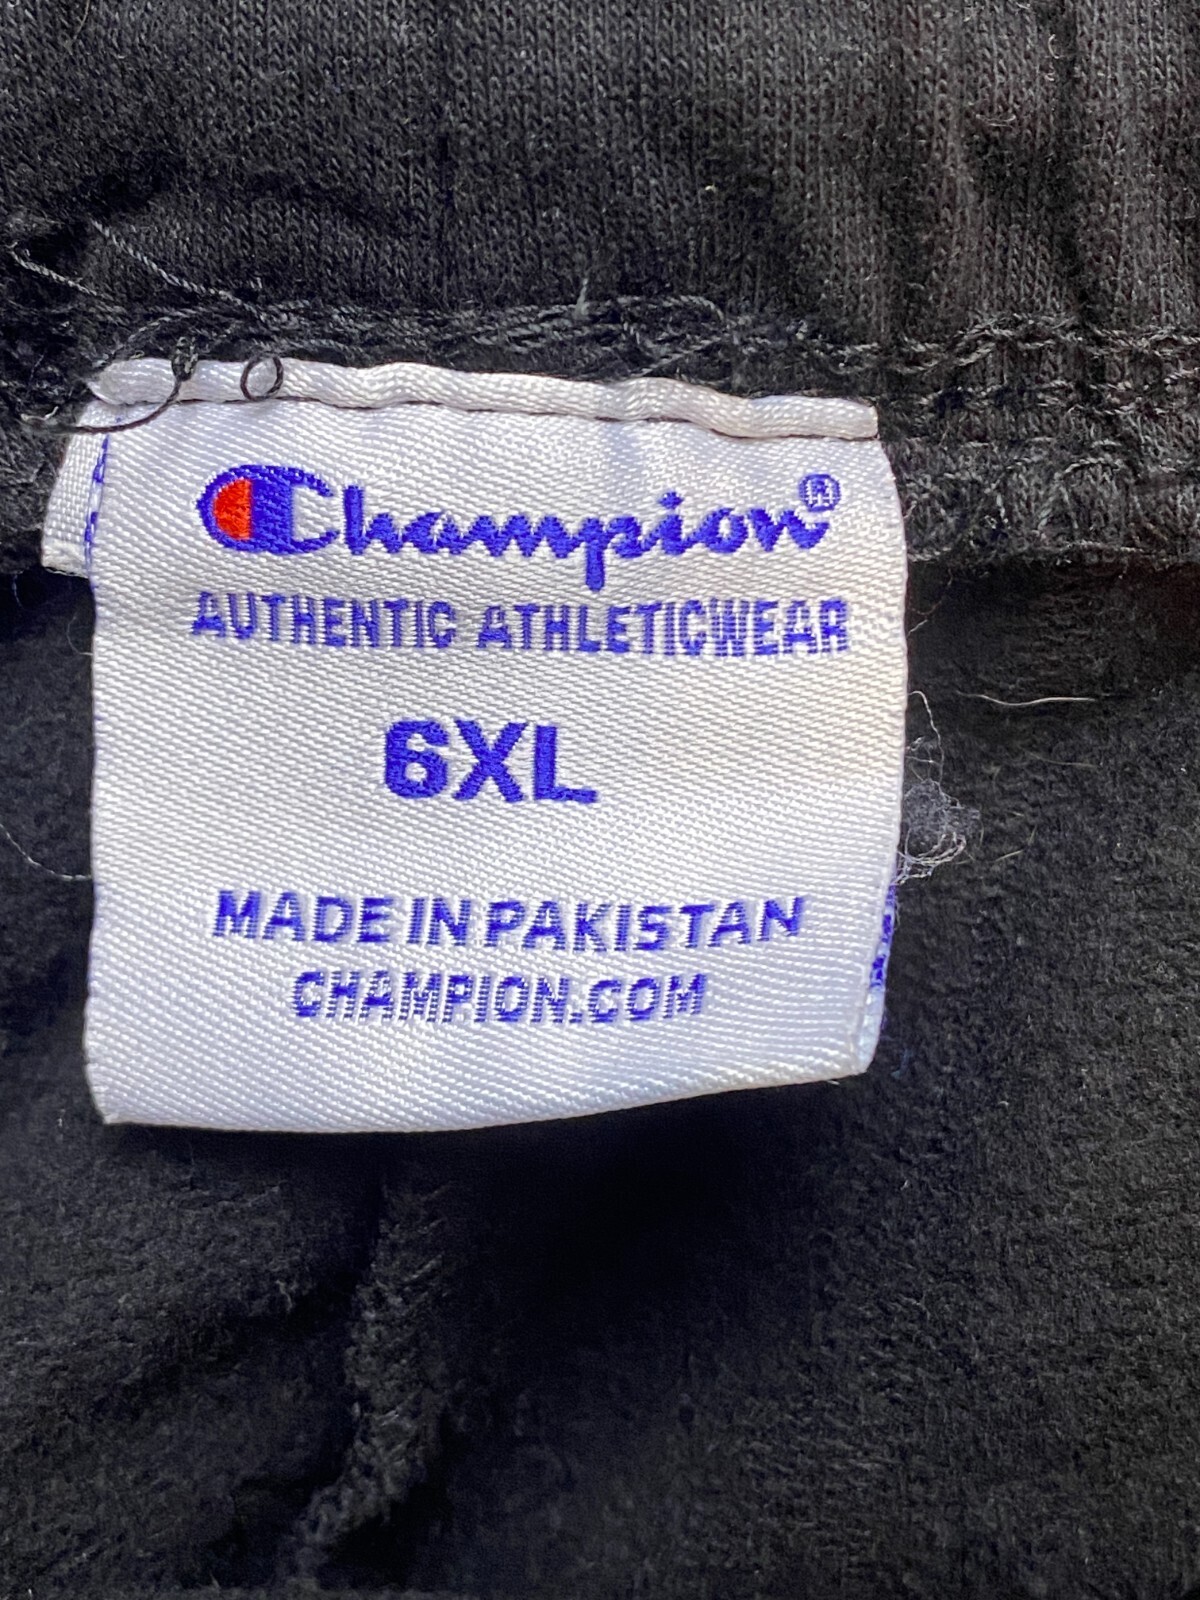 Champion®
AUTHENTIC ATHLETICWEAR
6XL
MADE IN PAKISTAN
CHAMPION.COM